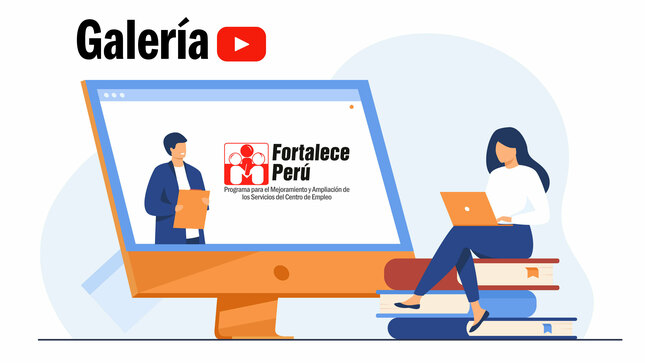 Galería
Fortalece
Perú
Programa para el Mejoramiento y Ampliación de
los Servicios del Centro de Empleo